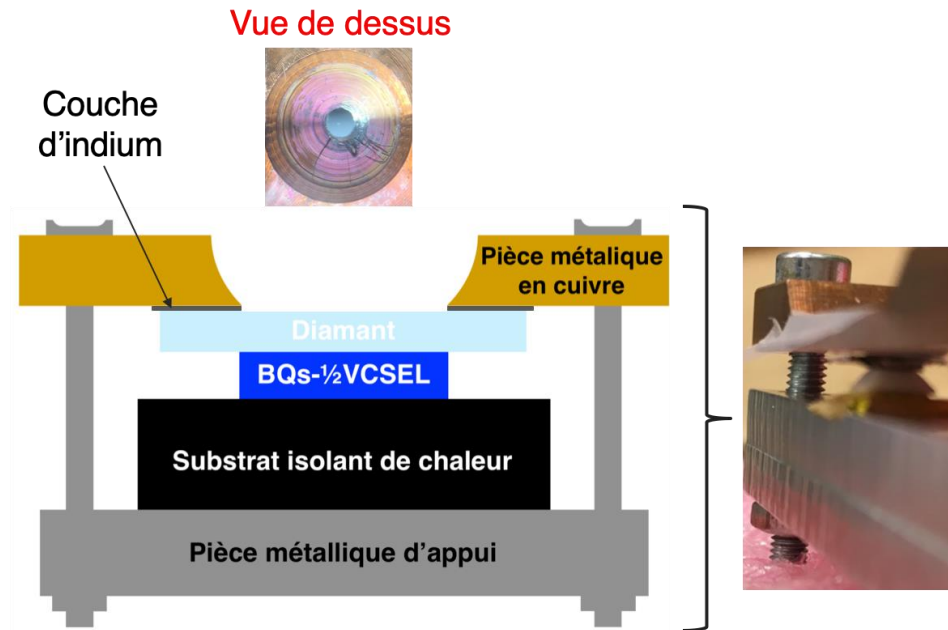 Vue de dessus
Couche
d’indium
Pièce métalique
en cuivre
Diamant
BQs-½VCSEL
Substrat isolant de chaleur
Pièce métallique d’appui